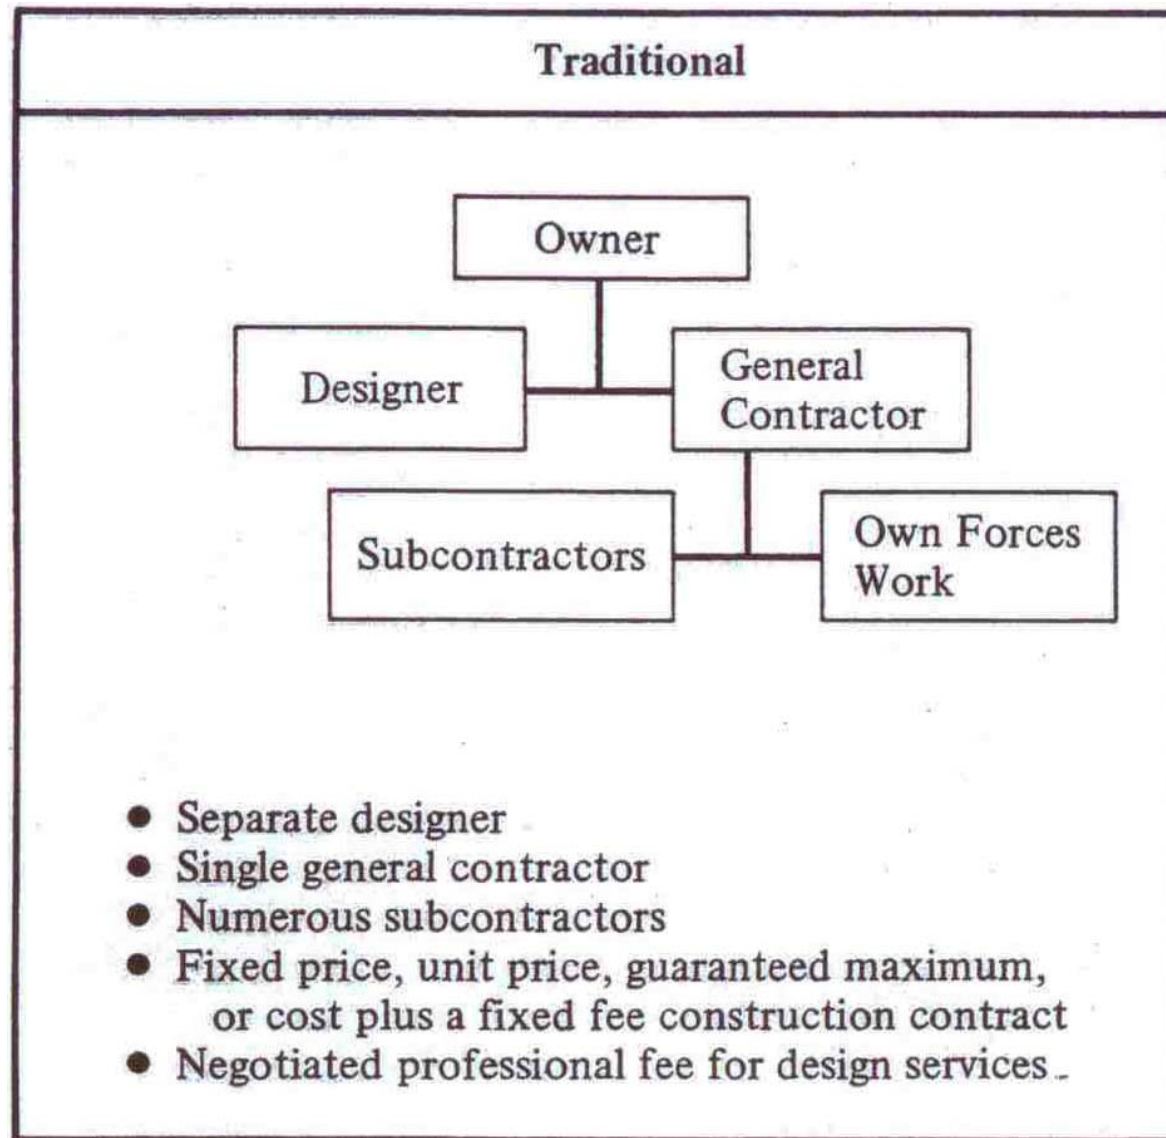 Traditional
Owner
Designer
General
Contractor
Subcontractors
Own Forces
Work
● Separate designer
● Single general contractor
● Numerous subcontractors
● Fixed price, unit price, guaranteed maximum,
or cost plus a fixed fee construction contract
● Negotiated professional fee for design services